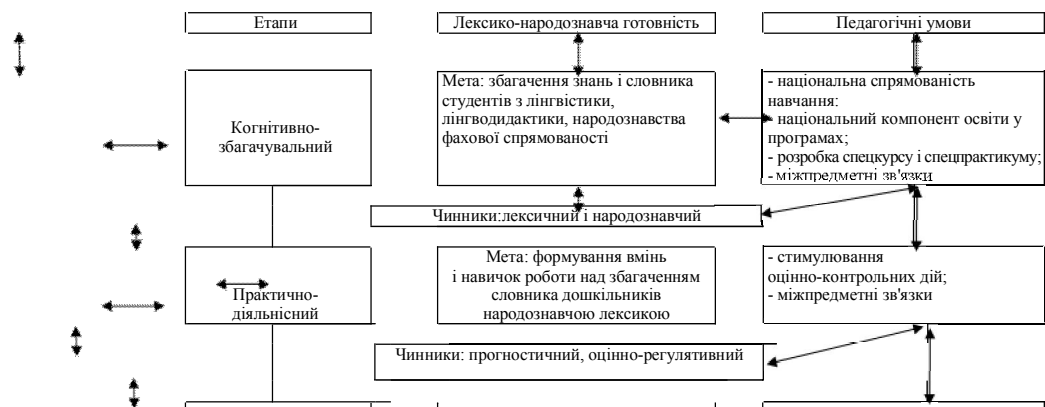 Етапи
Лексико-народознавча готовність
Педагогічні умови
Когнітивно-
збагачувальний
Мета: збагачення знань і словника
студентів з лінгвістики,
лінгводидактики, народознавства
фахової спрямованості
- національна спрямованість
навчання:
- національний компонент освіти у
програмах;
- розробка спецкурсу і спецпрактикуму;
- міжпредметні зв'язки
Чинники:лексичний і народознавчий
Практично-
діяльнісний
Мета: формування вмінь
і навичок роботи над збагаченням
словника дошкільників
народознавчою лексикою
- стимулювання
оцінно-контрольних дій;
- міжпредметні зв'язки
Чинники: прогностичний, оцінно-регулятивний